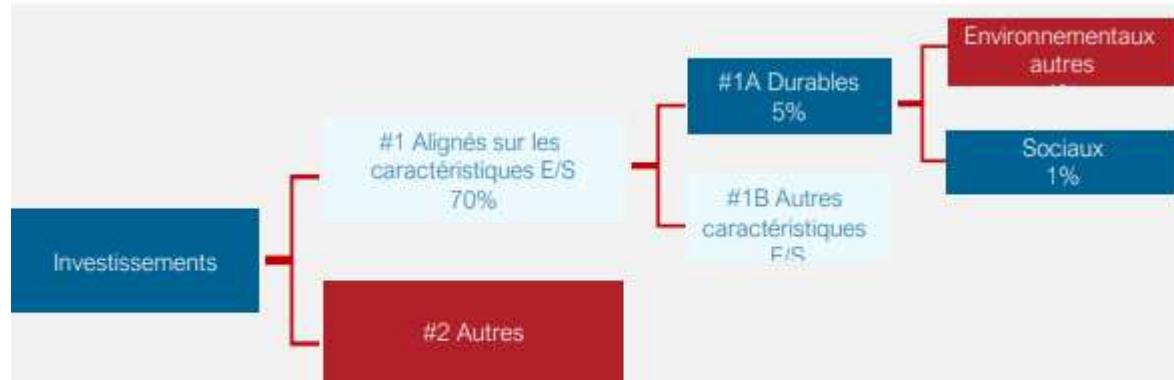 Investissements
#1 Alignés sur les
caractéristiques E/S
70%
#2 Autres
#1A Durables
5%
#1B Autres
caractéristiques
E/S
Environnementaux
autres
Sociaux
1%